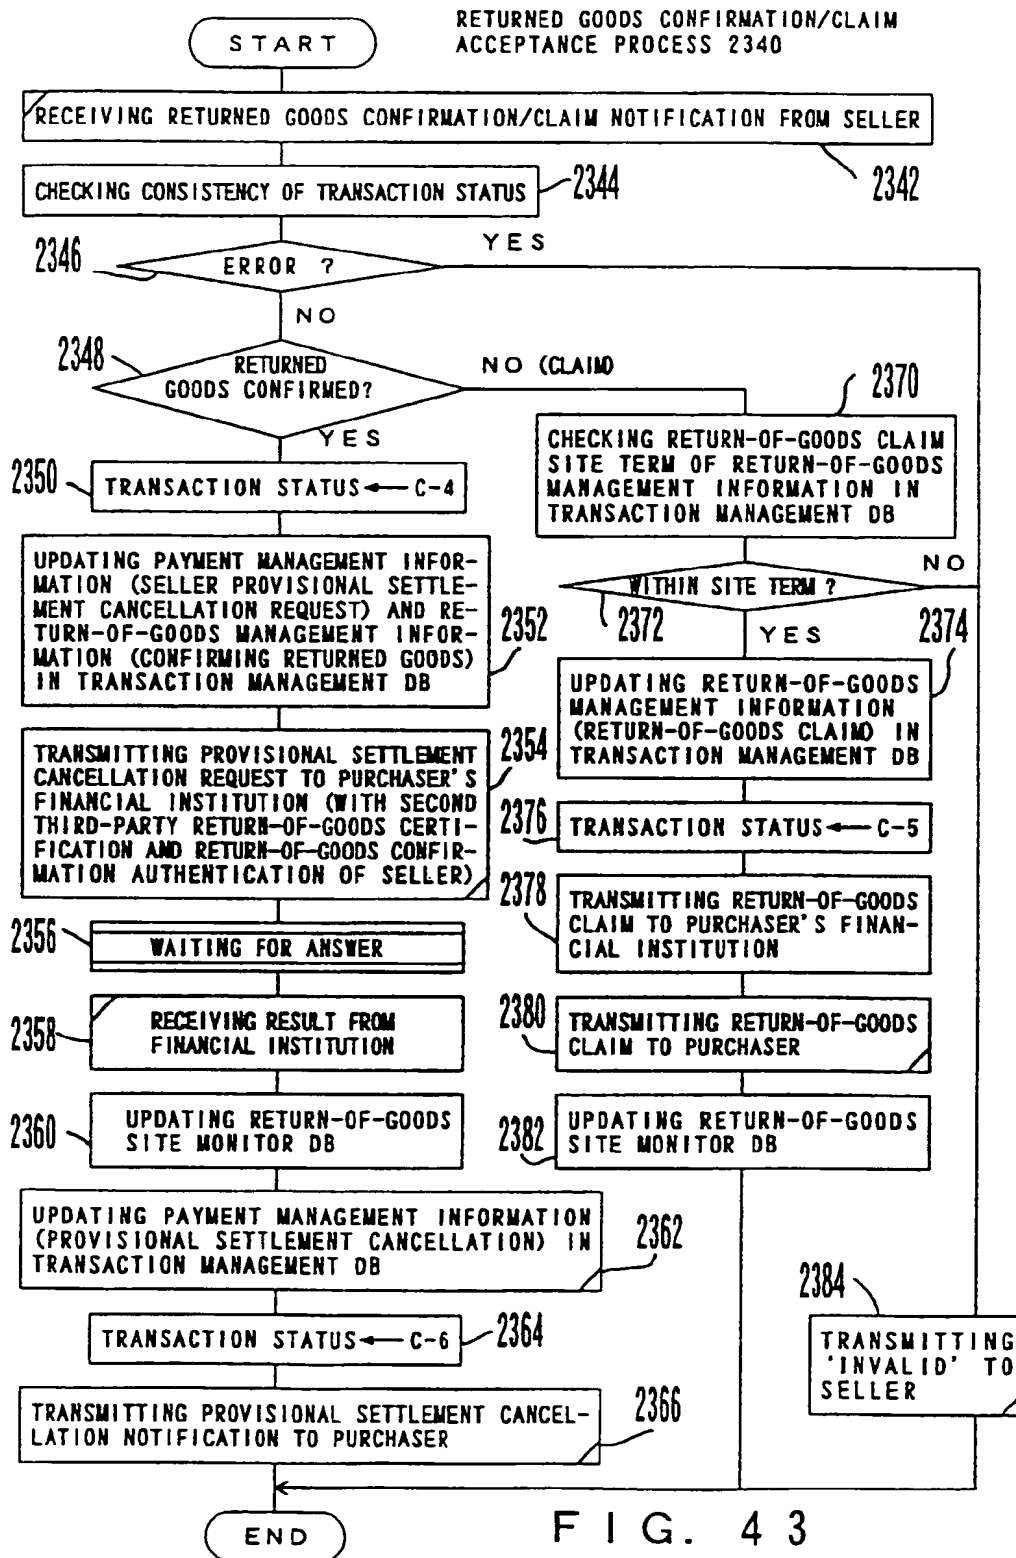 RETURNED GOODS CONFIRMATION/CLAIM
ACCEPTANCE PROCESS 2340
START
RECEIVING RETURNED GOODS CONFIRMATION/CLAIM NOTIFICATION FROM SELLER
2342
CHECKING CONSISTENCY OF TRANSACTION STATUS
2344
2346
ERROR ?
YES
NO
2348
RETURNED
GOODS CONFIRMED?
NO (CLAIM)
YES
2350
TRANSACTION STATUS ← C-4
UPDATING PAYMENT MANAGEMENT INFOR-
MATION (SELLER PROVISIONAL SETTLE-
MENT CANCELLATION REQUEST) AND RE-
TURN-OF-GOODS MANAGEMENT INFOR-
MATION (CONFIRMING RETURNED GOODS)
IN TRANSACTION MANAGEMENT DB
2352
TRANSMITTING PROVISIONAL SETTLEMENT
CANCELLATION REQUEST TO PURCHASER'S
FINANCIAL INSTITUTION (WITH SECOND
THIRD-PARTY RETURN-OF-GOODS CERTI-
FICATION AND RETURN-OF-GOODS CONFIR-
MATION AUTHENTICATION OF SELLER)
2354
2356
WAITING FOR ANSWER
2358
RECEIVING RESULT FROM
FINANCIAL INSTITUTION
2360
UPDATING RETURN-OF-GOODS
SITE MONITOR DB
UPDATING PAYMENT MANAGEMENT INFORMATION
(PROVISIONAL SETTLEMENT CANCELLATION) IN
TRANSACTION MANAGEMENT DB
2362
TRANSACTION STATUS ← C-6
2364
TRANSMITTING PROVISIONAL SETTLEMENT CANCEL-
LATION NOTIFICATION TO PURCHASER
2366
2370
CHECKING RETURN-OF-GOODS CLAIM
SITE TERM OF RETURN-OF-GOODS
MANAGEMENT INFORMATION IN
TRANSACTION MANAGEMENT DB
WITHIN SITE TERM ?
NO
2372
YES
2374
UPDATING RETURN-OF-GOODS
MANAGEMENT INFORMATION
(RETURN-OF-GOODS CLAIM) IN
TRANSACTION MANAGEMENT DB
2376
TRANSACTION STATUS ← C-5
2378
TRANSMITTING RETURN-OF-GOODS
CLAIM TO PURCHASER'S FINAN-
CIAL INSTITUTION
2380
TRANSMITTING RETURN-OF-GOODS
CLAIM TO PURCHASER
2382
UPDATING RETURN-OF-GOODS
SITE MONITOR DB
2384
TRANSMITTING
'INVALID' TO
SELLER
END
FIG. 43